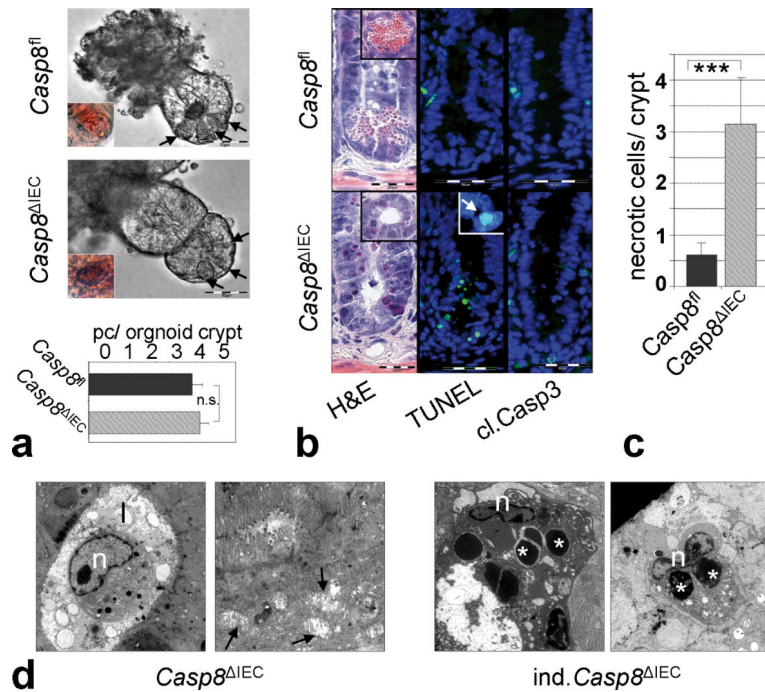 Casp8fl
Casp8ΔIEC
pc/ orgnoid crypt
0 1 2 3 4 5
Casp8fl
Casp8ΔIEC
n.s.
a
Casp8fl
Casp8ΔIEC
H&E
TUNEL
cl.Casp3
b
***
necrotic cells/ crypt
4
3
2
1
0
Casp8fl
Casp8ΔIEC
c
l
n
n
*
*
n
*
*
d
Casp8ΔIEC
ind.Casp8ΔIEC